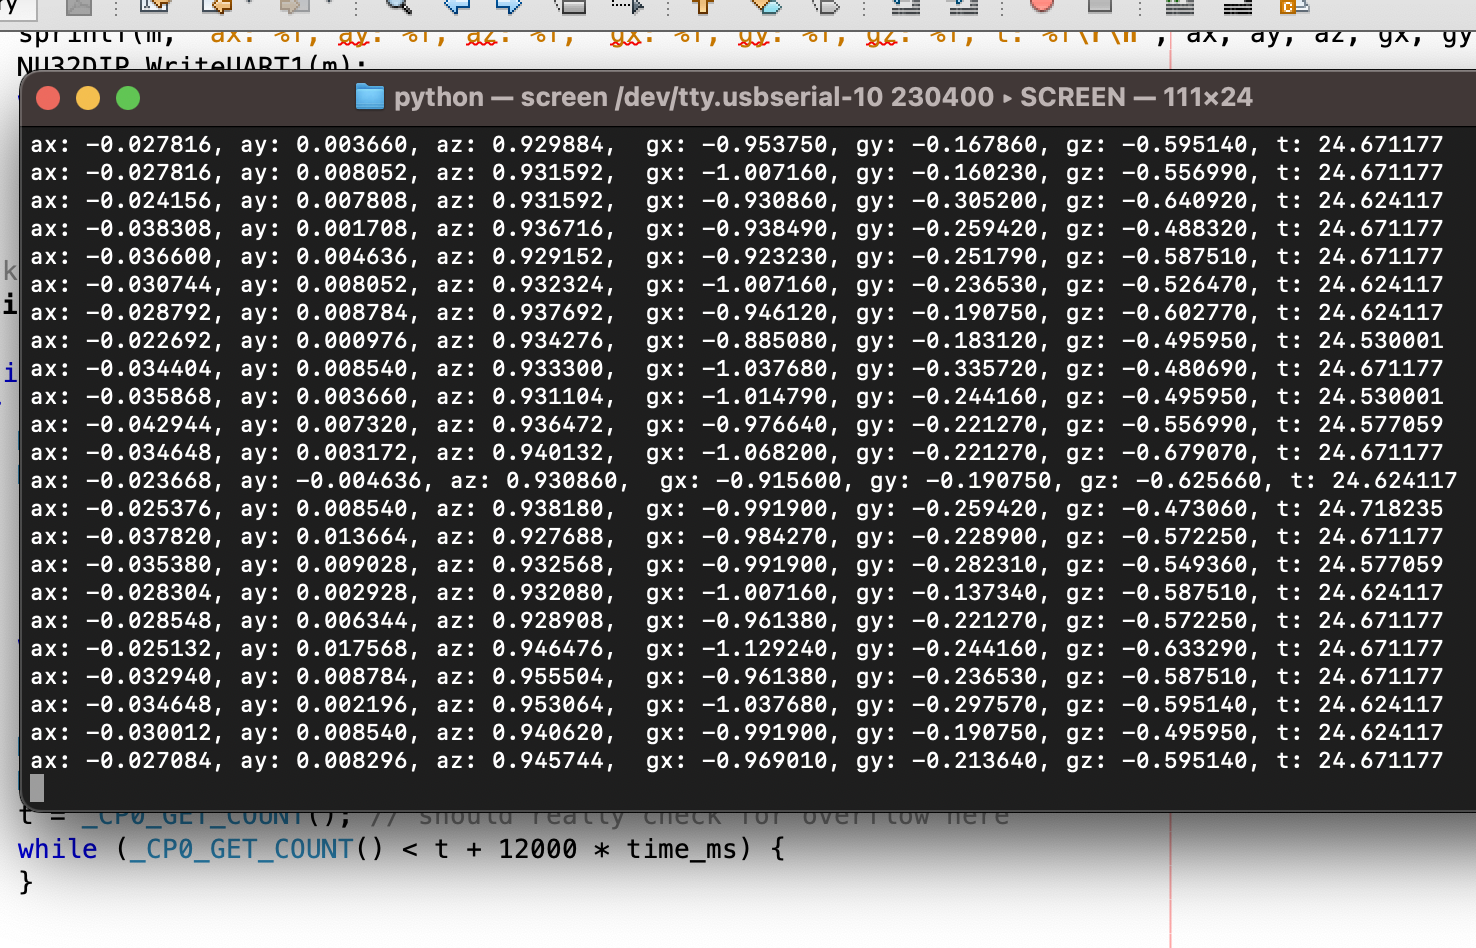 ry
sprintf(m, "ax: %f, ay: %f, az: %f,  gx: %f, gy: %f, gz: %f, t: %f\r\n", ax, ay, az, gx, gy
NU32DIP_WriteUART1(m);
python — screen /dev/tty.usbserial-10 230400 ▸ SCREEN — 111×24
ax: -0.027816, ay: 0.003660, az: 0.929884,  gx: -0.953750, gy: -0.167860, gz: -0.595140, t: 24.671177
ax: -0.027816, ay: 0.008052, az: 0.931592,  gx: -1.007160, gy: -0.160230, gz: -0.556990, t: 24.671177
ax: -0.024156, ay: 0.007808, az: 0.931592,  gx: -0.930860, gy: -0.305200, gz: -0.640920, t: 24.624117
ax: -0.038308, ay: 0.001708, az: 0.936716,  gx: -0.938490, gy: -0.259420, gz: -0.488320, t: 24.671177
ax: -0.036600, ay: 0.004636, az: 0.929152,  gx: -0.923230, gy: -0.251790, gz: -0.587510, t: 24.671177
k
ax: -0.030744, ay: 0.008052, az: 0.932324,  gx: -1.007160, gy: -0.236530, gz: -0.526470, t: 24.624117
i
ax: -0.028792, ay: 0.008784, az: 0.937692,  gx: -0.946120, gy: -0.190750, gz: -0.602770, t: 24.624117
ax: -0.022692, ay: 0.000976, az: 0.934276,  gx: -0.885080, gy: -0.183120, gz: -0.495950, t: 24.530001
ax: -0.034404, ay: 0.008540, az: 0.933300,  gx: -1.037680, gy: -0.335720, gz: -0.480690, t: 24.671177
i
ax: -0.035868, ay: 0.003660, az: 0.931104,  gx: -1.014790, gy: -0.244160, gz: -0.495950, t: 24.530001
ax: -0.042944, ay: 0.007320, az: 0.936472,  gx: -0.976640, gy: -0.221270, gz: -0.556990, t: 24.577059
ax: -0.034648, ay: 0.003172, az: 0.940132,  gx: -1.068200, gy: -0.221270, gz: -0.679070, t: 24.671177
ax: -0.023668, ay: -0.004636, az: 0.930860,  gx: -0.915600, gy: -0.190750, gz: -0.625660, t: 24.624117
ax: -0.025376, ay: 0.008540, az: 0.938180,  gx: -0.991900, gy: -0.259420, gz: -0.473060, t: 24.718235
ax: -0.037820, ay: 0.013664, az: 0.927688,  gx: -0.984270, gy: -0.228900, gz: -0.572250, t: 24.671177
ax: -0.035380, ay: 0.009028, az: 0.932568,  gx: -0.991900, gy: -0.282310, gz: -0.549360, t: 24.577059
ax: -0.028304, ay: 0.002928, az: 0.932080,  gx: -1.007160, gy: -0.137340, gz: -0.587510, t: 24.624117
ax: -0.028548, ay: 0.006344, az: 0.928908,  gx: -0.961380, gy: -0.221270, gz: -0.572250, t: 24.671177
ax: -0.025132, ay: 0.017568, az: 0.946476,  gx: -1.129240, gy: -0.244160, gz: -0.633290, t: 24.671177
ax: -0.032940, ay: 0.008784, az: 0.955504,  gx: -0.961380, gy: -0.236530, gz: -0.587510, t: 24.671177
ax: -0.034648, ay: 0.002196, az: 0.953064,  gx: -1.037680, gy: -0.297570, gz: -0.595140, t: 24.624117
ax: -0.030012, ay: 0.008540, az: 0.940620,  gx: -0.991900, gy: -0.190750, gz: -0.495950, t: 24.624117
ax: -0.027084, ay: 0.008296, az: 0.945744,  gx: -0.969010, gy: -0.213640, gz: -0.595140, t: 24.671177
t = _CP0_GET_COUNT(); // should really check for overflow here
while (_CP0_GET_COUNT() < t + 12000 * time_ms) {
}